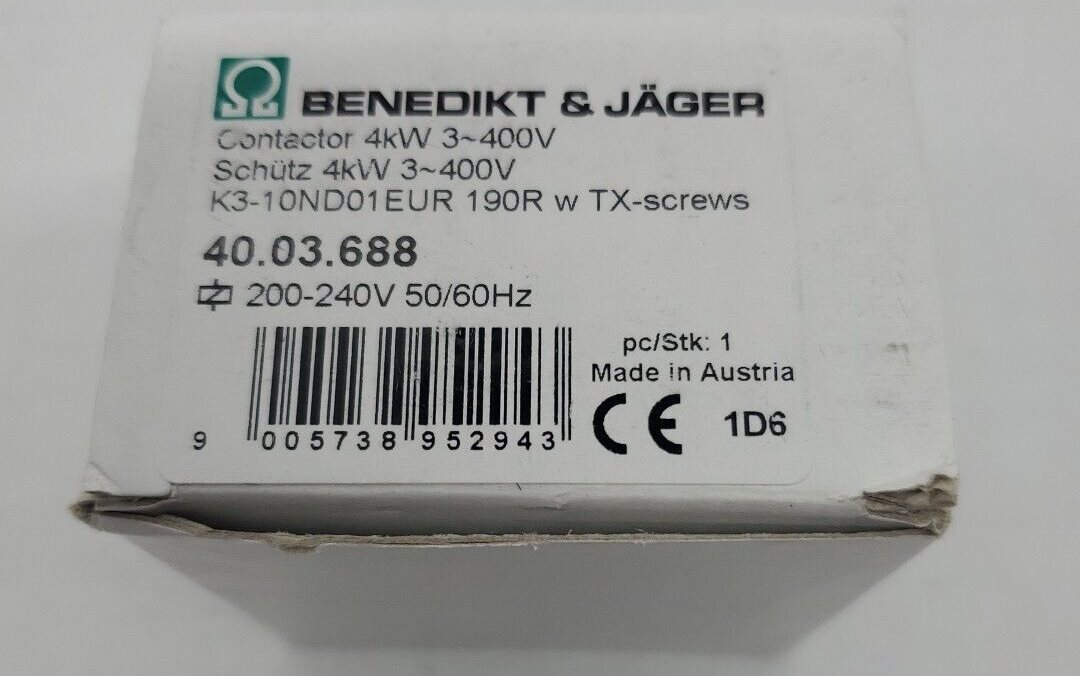 BENEDIKT & JÄGER
Contactor 4kW 3~400V
Schütz 4kW 3~400V
K3-10ND01EUR 190R w TX-screws
40.03.688
200-240V 50/60Hz
pc/Stk: 1
Made in Austria
CE 1D6
9 005738 952943